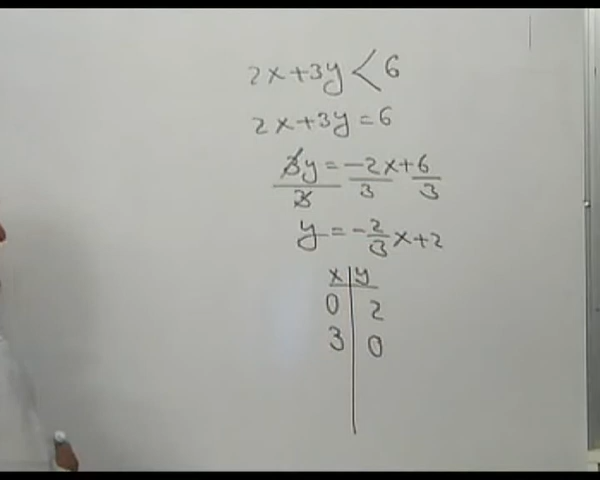 2x+3y<6
2x+3y=6
3y/3=-2x/3+6/3
y=-2/3x+2
x y
0 2
3 0